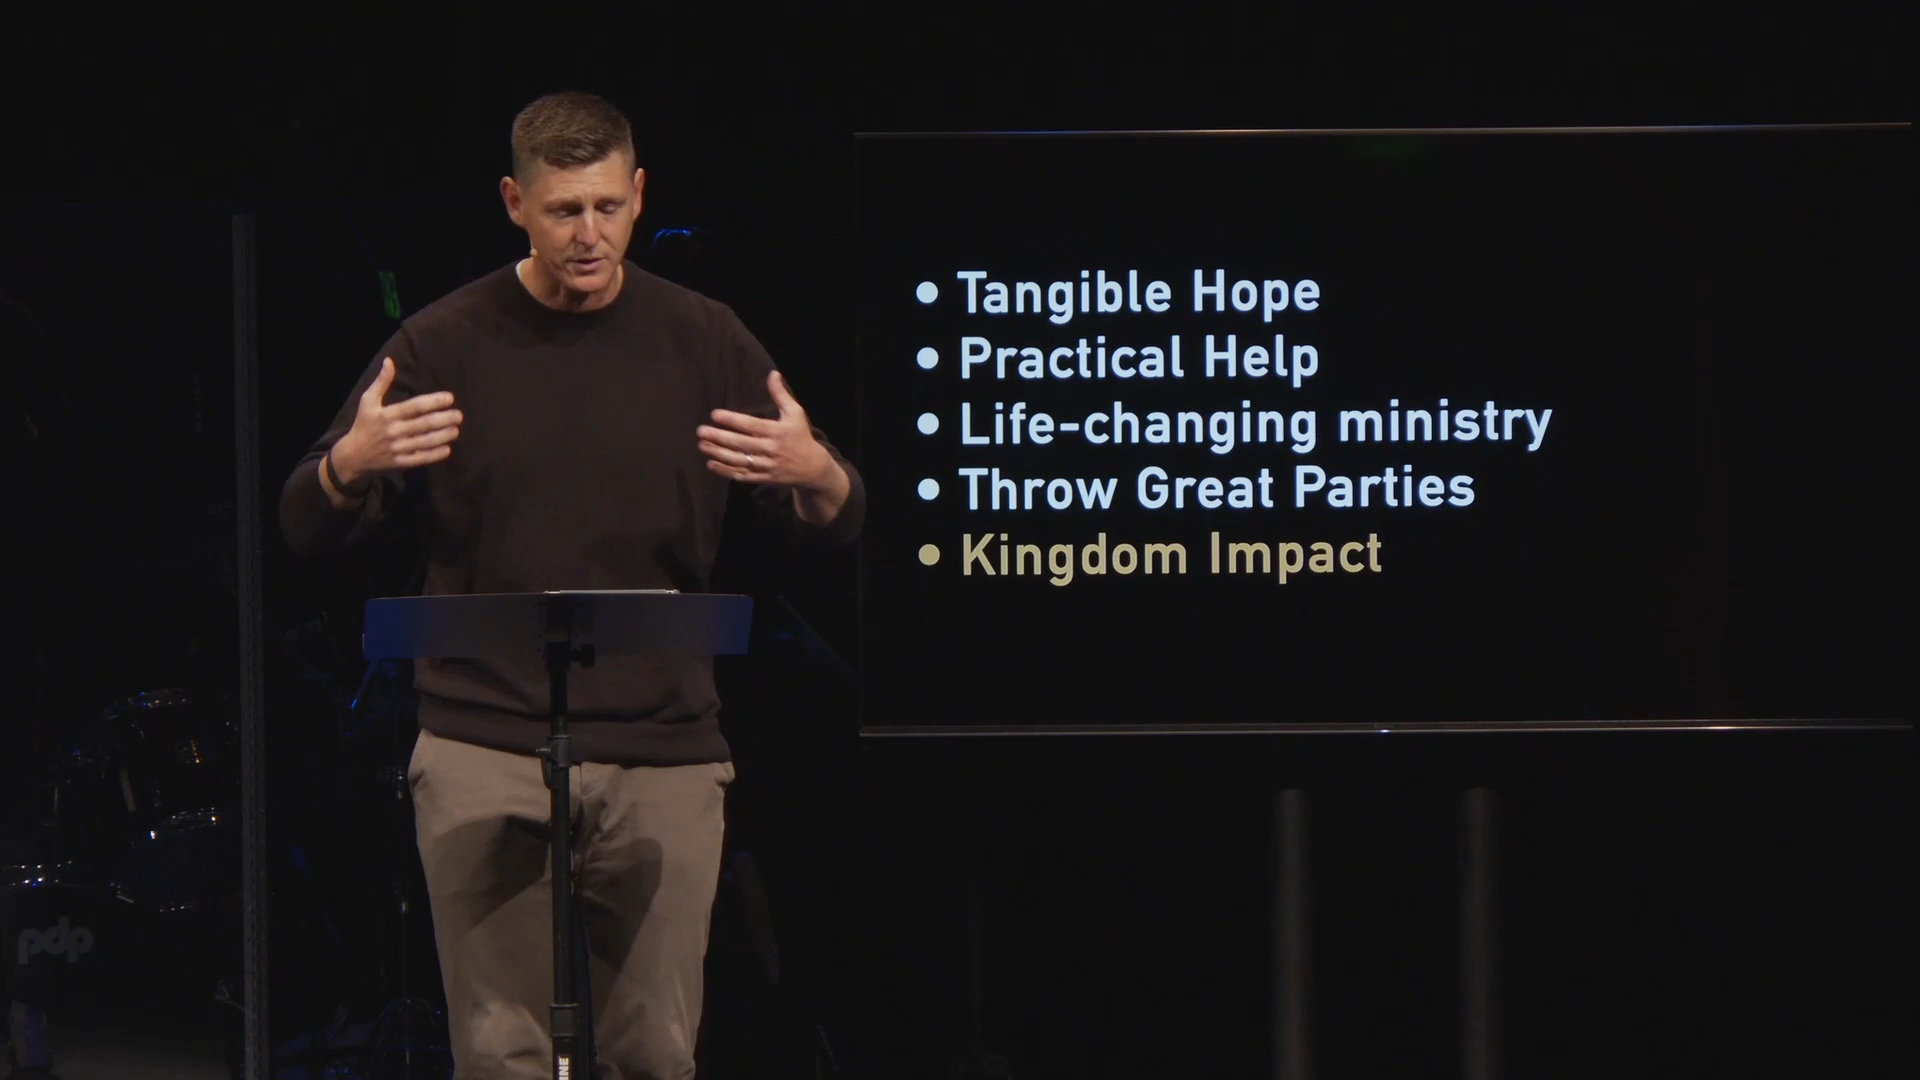 • Tangible Hope
• Practical Help
• Life-changing ministry
• Throw Great Parties
• Kingdom Impact
pdp